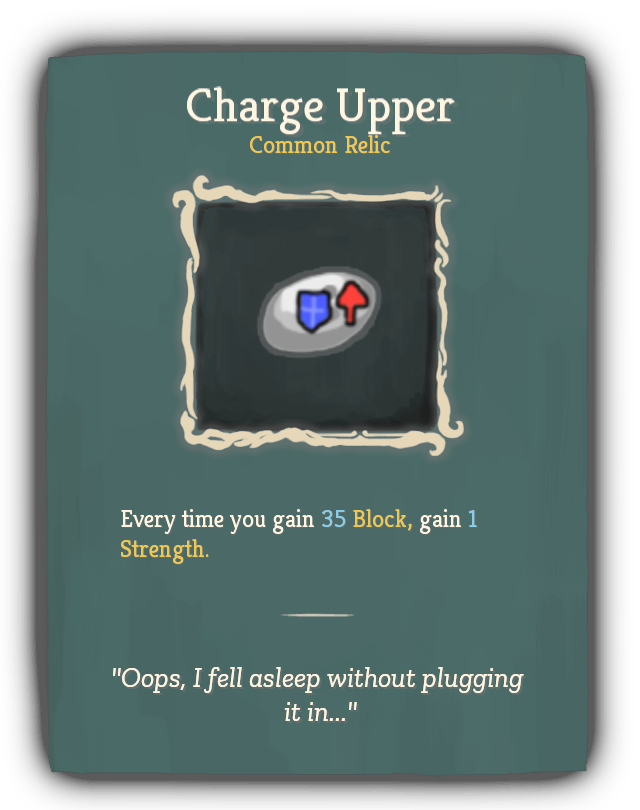 Charge Upper
Common Relic
Every time you gain 35 Block, gain 1
Strength.
"Oops, I fell asleep without plugging
it in..."